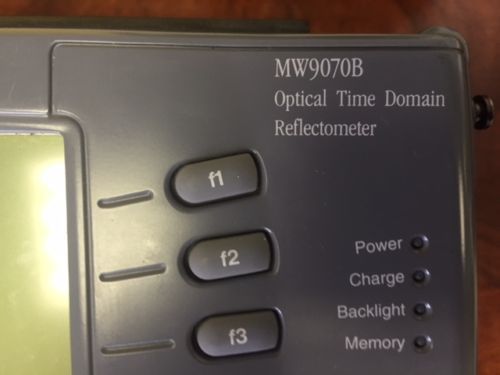 MW9070B
Optical Time Domain
Reflectometer
f1
f2
f3
Power
Charge
Backlight
Memory